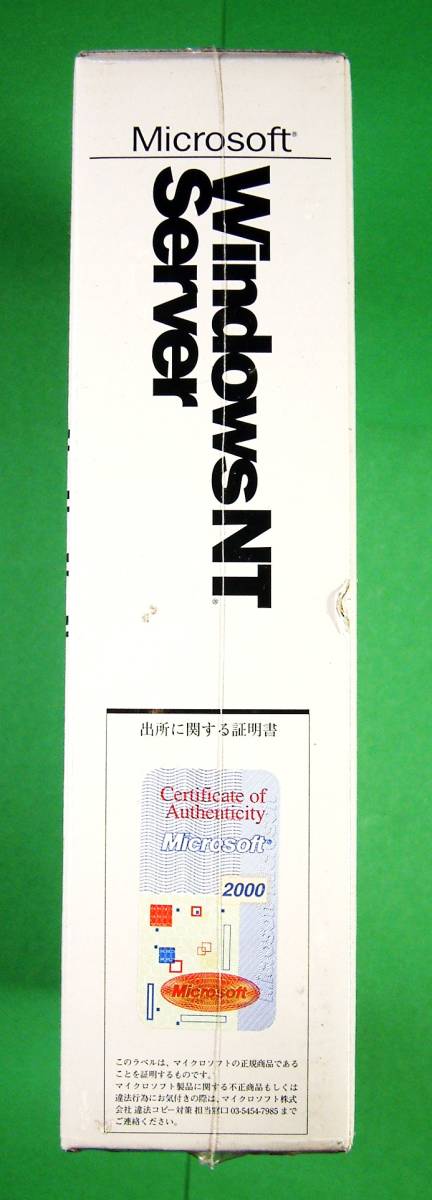 Microsoft®
Windows NT®
Server
出所に関する証明書
Certificate of
Authenticity
Microsoft®
2000
Microsoft
このラベルは、マイクロソフトの正規商品である
ことを証明するものです。
マイクロソフト製品に関する不正商品もしくは
違法行為にお気付きの際は、マイクロソフト株式
会社 違法コピー対策 担当窓口 03-5454-7985 まで
ご連絡ください。